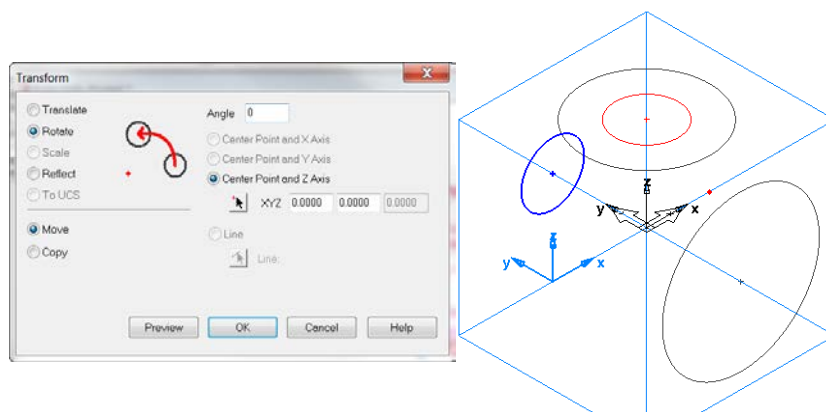 Transform
X
Translate
Rotate
Scale
Reflect
To UCS
Move
Copy
Angle 0
Center Point and X Axis
Center Point and Y Axis
Center Point and Z Axis
XYZ 0.0000 0.0000 0.0000
Line
Line:
Preview OK Cancel Help
z
y x
z
y x